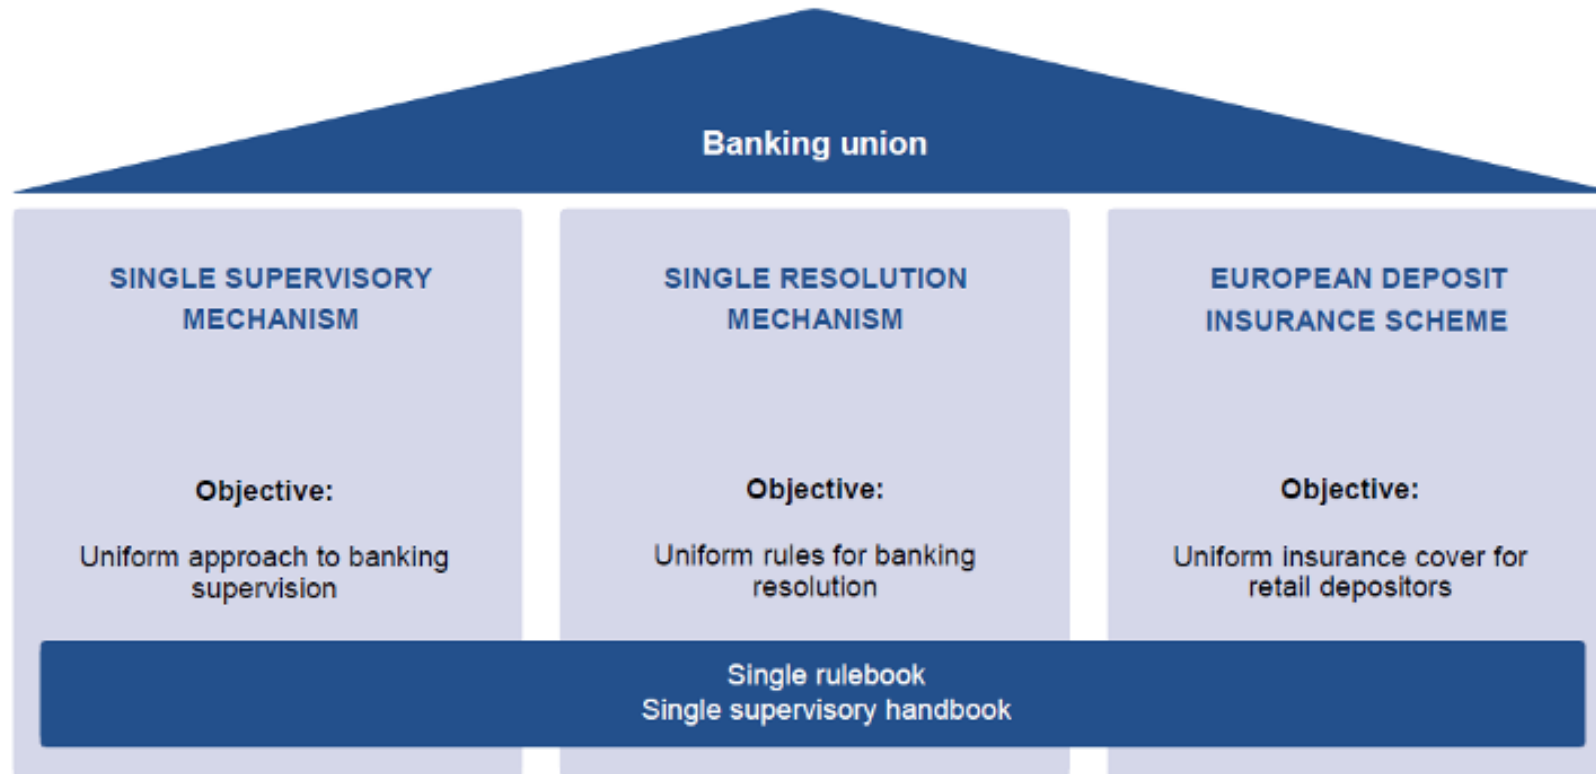 Banking union
SINGLE SUPERVISORY
MECHANISM
Objective:
Uniform approach to banking
supervision
SINGLE RESOLUTION
MECHANISM
Objective:
Uniform rules for banking
resolution
EUROPEAN DEPOSIT
INSURANCE SCHEME
Objective:
Uniform insurance cover for
retail depositors
Single rulebook
Single supervisory handbook